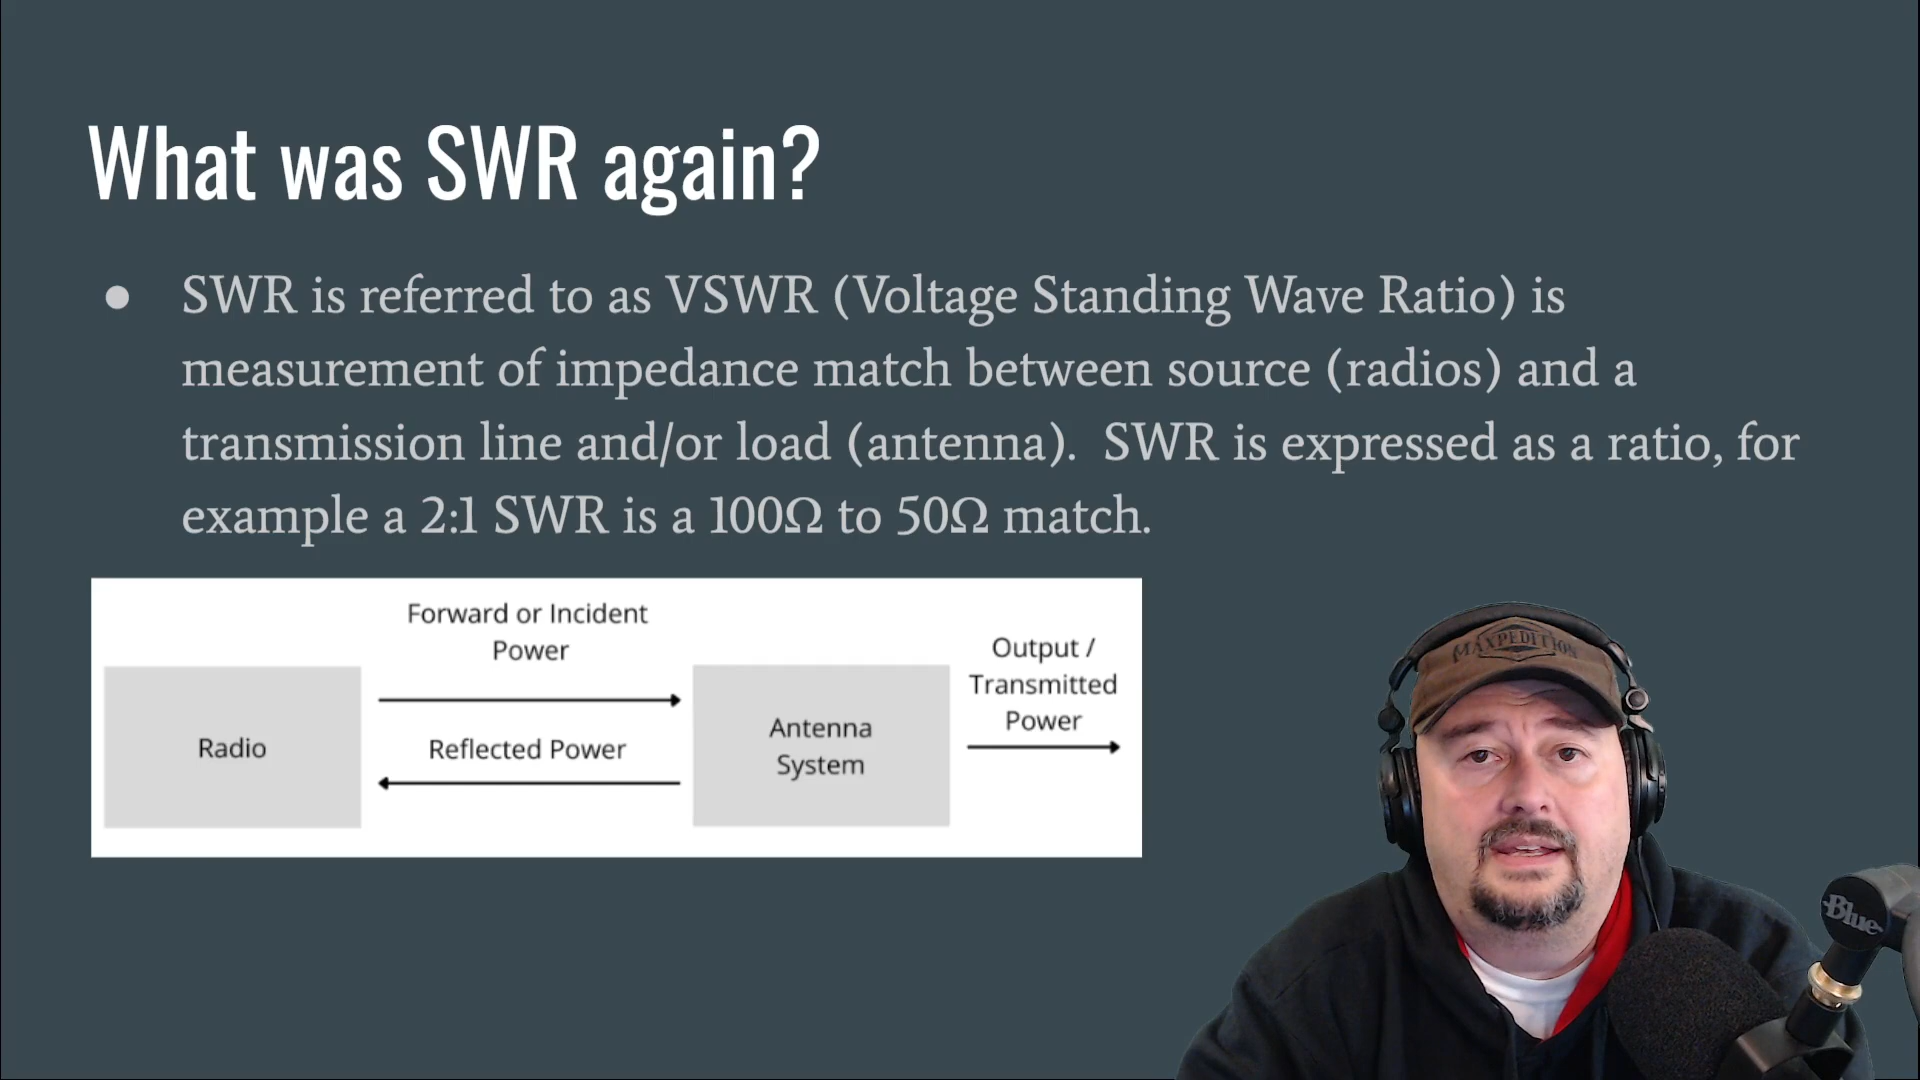 What was SWR again?
● SWR is referred to as VSWR (Voltage Standing Wave Ratio) is
measurement of impedance match between source (radios) and a
transmission line and/or load (antenna).  SWR is expressed as a ratio, for
example a 2:1 SWR is a 100Ω to 50Ω match.
Forward or Incident
Power
Radio
Reflected Power
Antenna
System
Output /
Transmitted
Power
MAXPEDITION
Blue